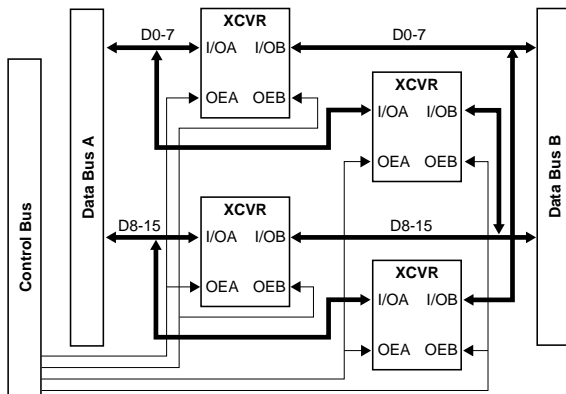 XCVR
D0-7
I/OA I/OB
D0-7
OEA OEB
XCVR
I/OA I/OB
OEA OEB
XCVR
D8-15
I/OA I/OB
D8-15
OEA OEB
XCVR
I/OA I/OB
OEA OEB
Control Bus
Data Bus A
Data Bus B